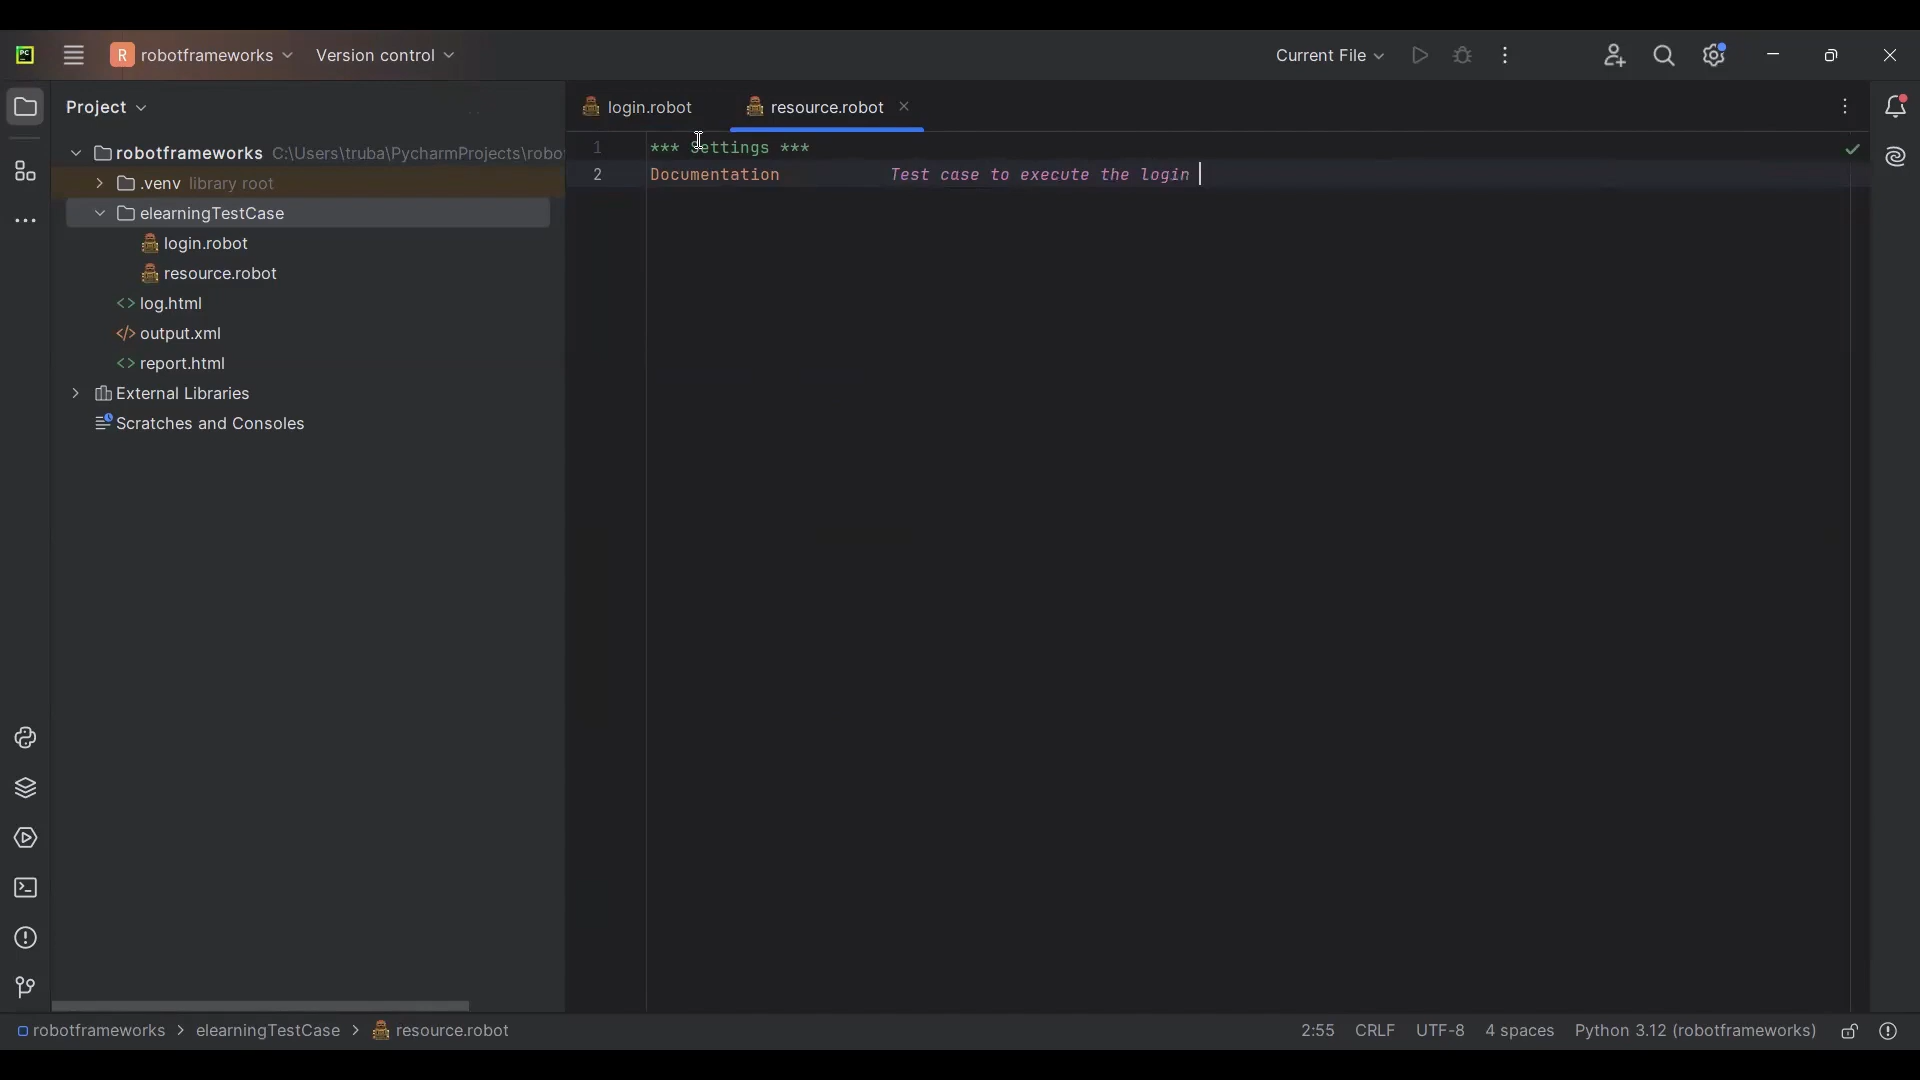 PC
R robotframeworks Version control Current File
Project
login.robot resource.robot
robotframeworks C:\Users\truba\PycharmProjects\robo
.venv library root
elearningTestCase
login.robot
resource.robot
log.html
output.xml
report.html
External Libraries
Scratches and Consoles
1 *** Settings ***
2 Documentation Test case to execute the login
robotframeworks > elearningTestCase > resource.robot 2:55 CRLF UTF-8 4 spaces Python 3.12 (robotframeworks)